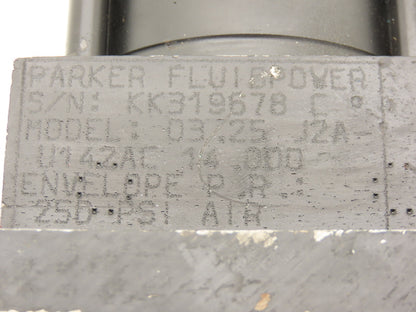 PARKER FLUIDPOWER
S/N: KK319678 C
MODEL: 03.25 J2A
U142AC 14.000
ENVELOPE P.R.:
250 PSI AIR